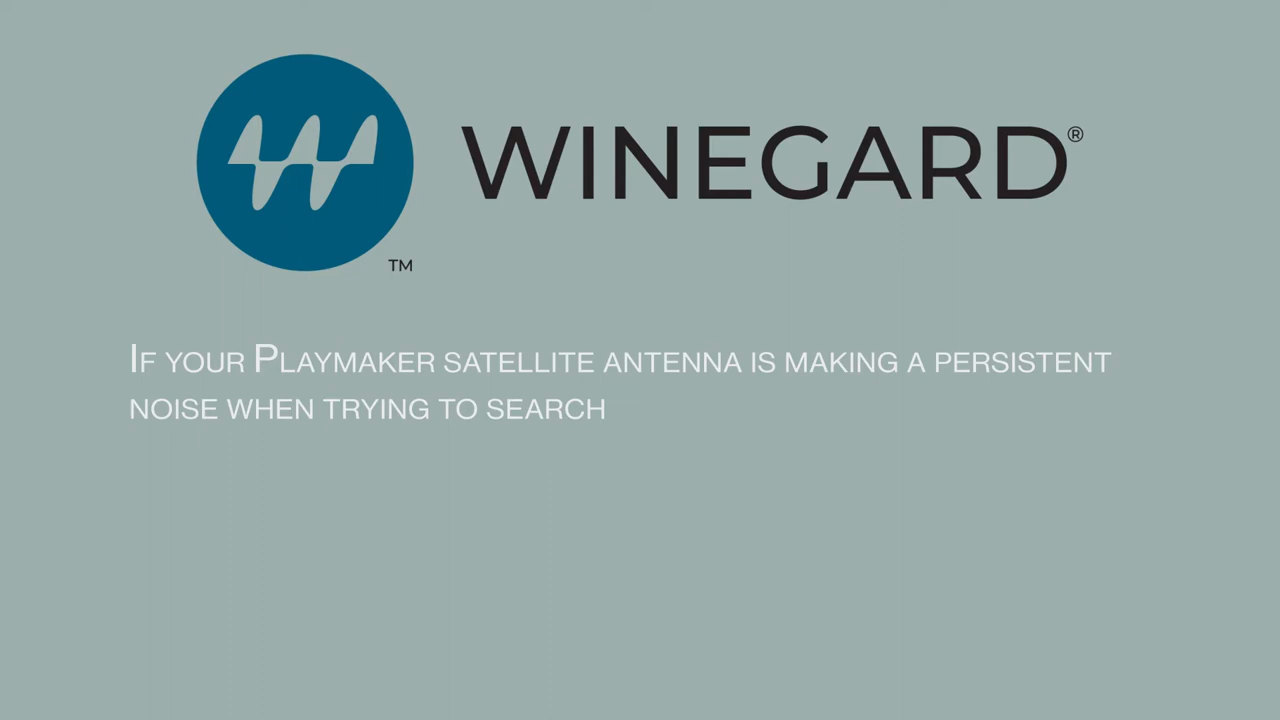 WINEGARD®
TM
If your Playmaker satellite antenna is making a persistent
noise when trying to search